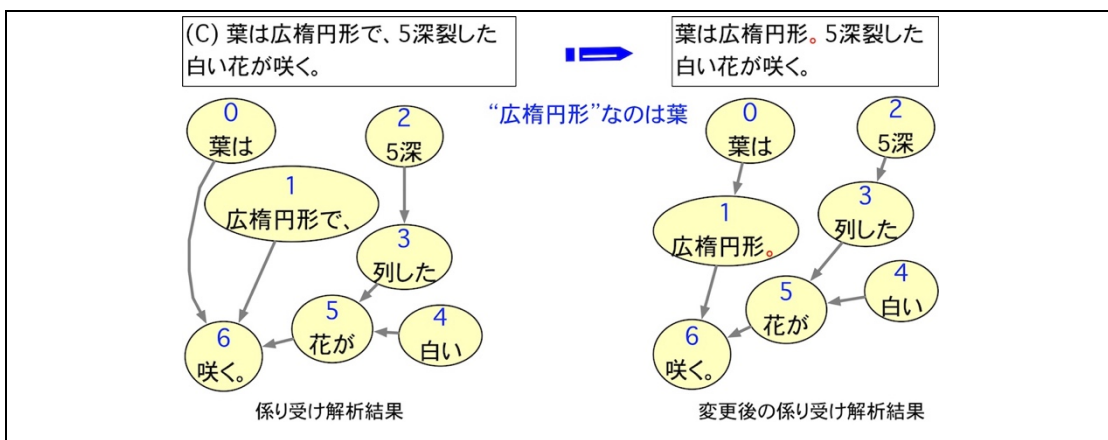 (C) 葉は広楕円形で、5深裂した
白い花が咲く。
葉は広楕円形。5深裂した
白い花が咲く。
“広楕円形”なのは葉
0
葉は
2
5深
1
広楕円形で、
3
列した
5
花が
4
白い
6
咲く。
係り受け解析結果
0
葉は
2
5深
1
広楕円形。
3
列した
5
花が
4
白い
6
咲く。
変更後の係り受け解析結果